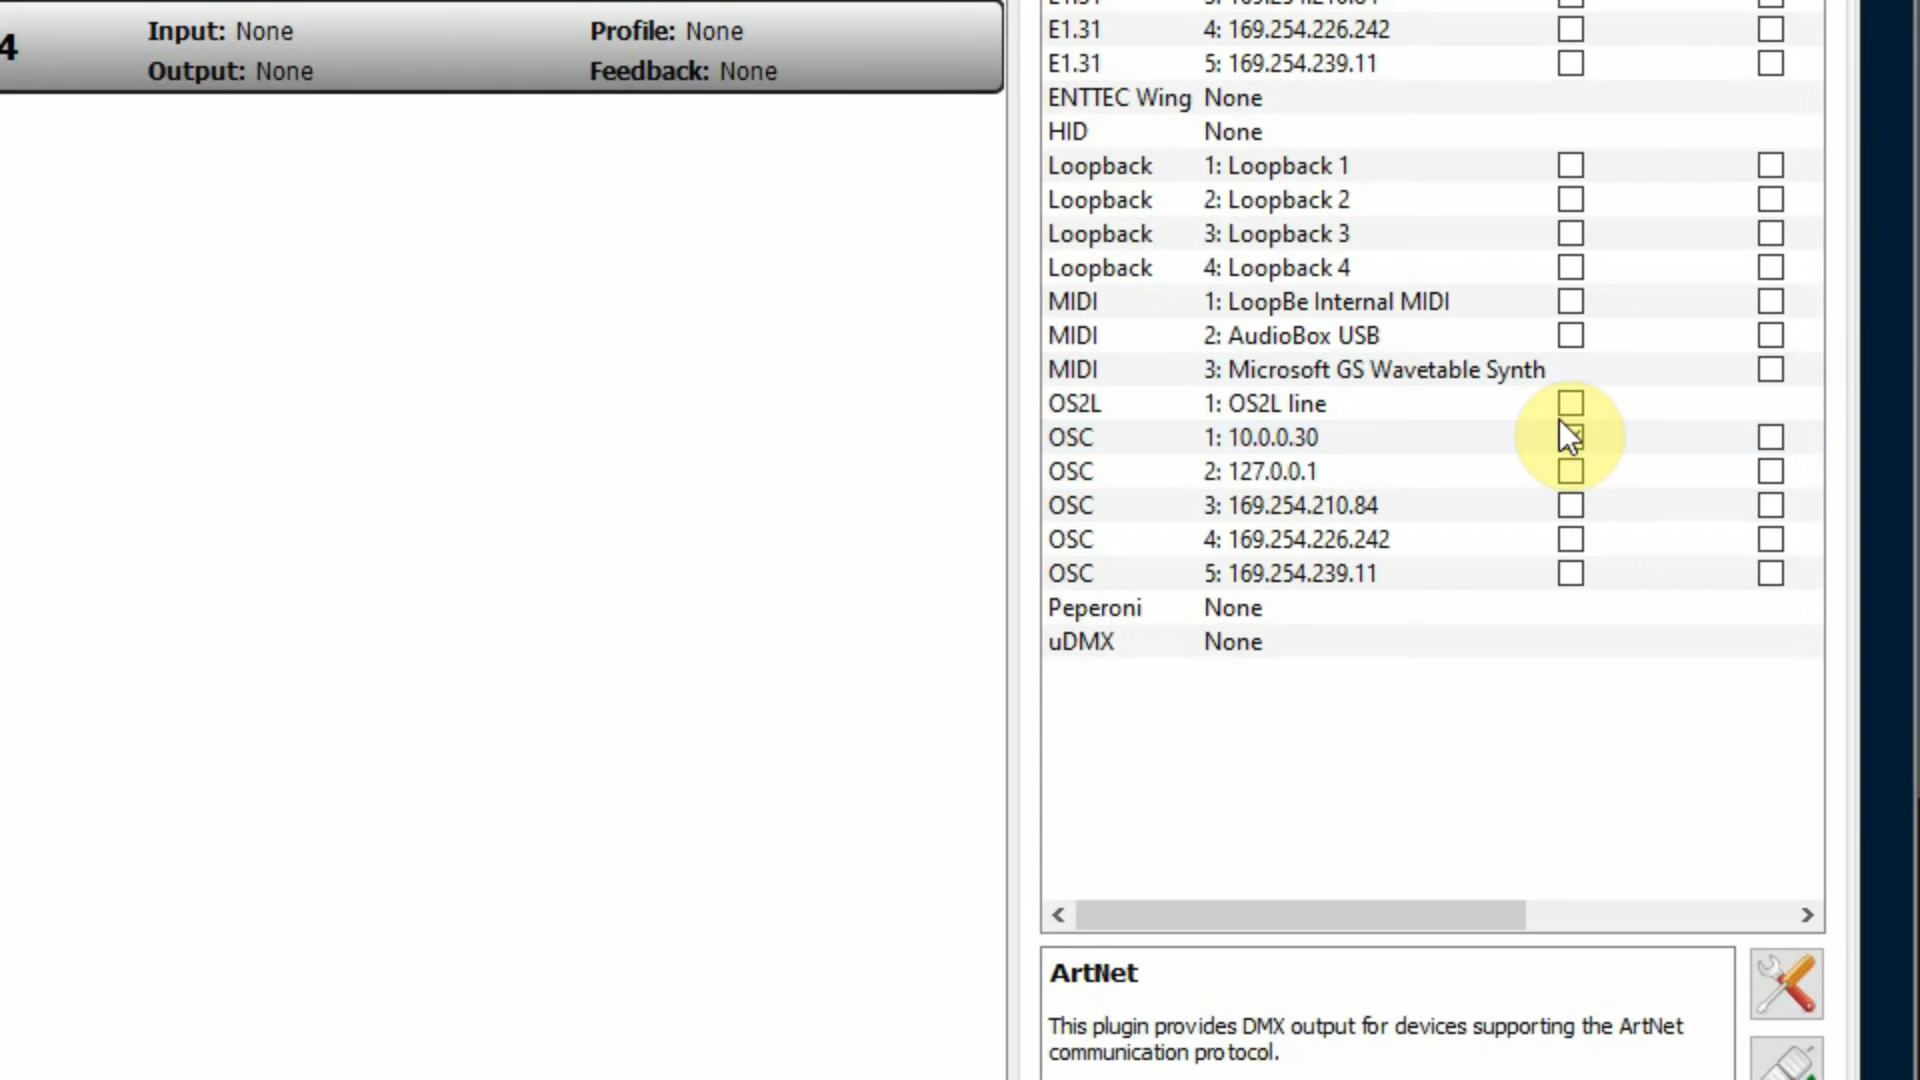 4
Input: None
Profile: None
Output: None
Feedback: None
E1.31 4: 169.254.226.242
E1.31 5: 169.254.239.11
ENTTEC Wing None
HID None
Loopback 1: Loopback 1
Loopback 2: Loopback 2
Loopback 3: Loopback 3
Loopback 4: Loopback 4
MIDI 1: LoopBe Internal MIDI
MIDI 2: AudioBox USB
MIDI 3: Microsoft GS Wavetable Synth
OS2L 1: OS2L line
OSC 1: 10.0.0.30
OSC 2: 127.0.0.1
OSC 3: 169.254.210.84
OSC 4: 169.254.226.242
OSC 5: 169.254.239.11
Peperoni None
uDMX None
ArtNet
This plugin provides DMX output for devices supporting the ArtNet
communication protocol.